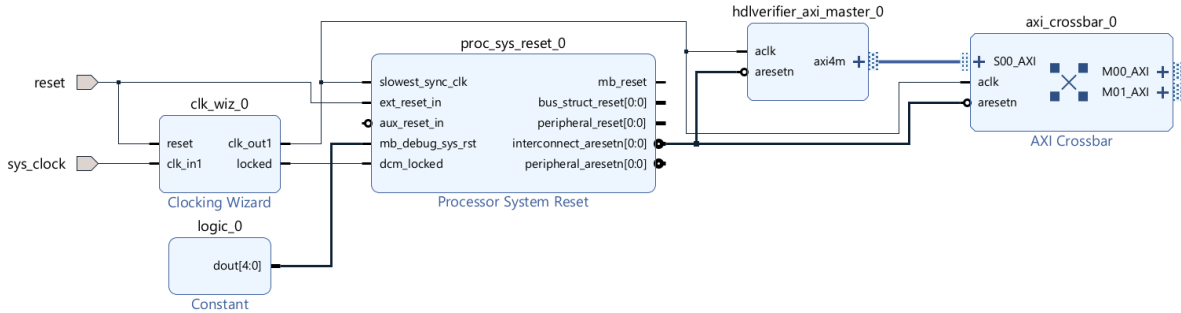 reset
sys_clock
clk_wiz_0
reset
clk_in1
clk_out1
locked
Clocking Wizard
logic_0
dout[4:0]
Constant
proc_sys_reset_0
slowest_sync_clk
ext_reset_in
aux_reset_in
mb_debug_sys_rst
dcm_locked
mb_reset
bus_struct_reset[0:0]
peripheral_reset[0:0]
interconnect_aresetn[0:0]
peripheral_aresetn[0:0]
Processor System Reset
hdlverifier_axi_master_0
aclk
aresetn
axi4m
axi_crossbar_0
S00_AXI
aclk
aresetn
M00_AXI
M01_AXI
AXI Crossbar